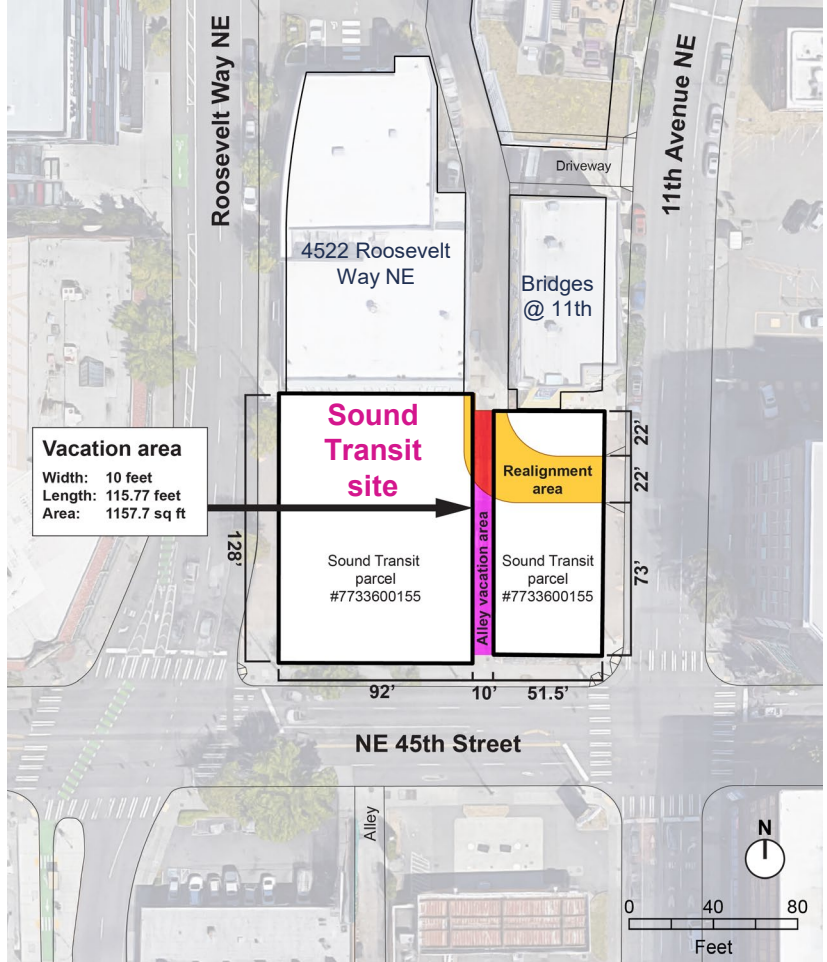 Roosevelt Way NE
11th Avenue NE
Driveway
4522 Roosevelt
Way NE
Bridges
@ 11th
Sound
Transit
site
22'
Realignment
area
22'
Vacation area
Width: 10 feet
Length: 115.77 feet
Area: 1157.7 sq ft
128'
Sound Transit
parcel
#7733600155
Alley vacation area
Sound Transit
parcel
#7733600155
73'
92'
10'
51.5'
NE 45th Street
Alley
N
0 40 80
Feet